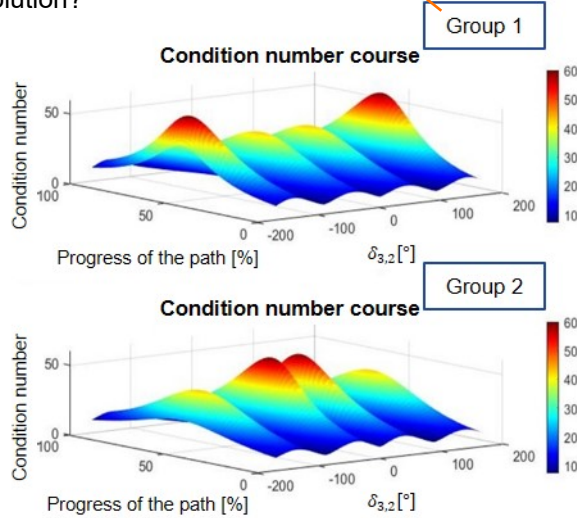 olution?
Group 1
Condition number course
Condition number
50
0
100
50
0
-200
-100
0
100
200
Progress of the path [%]
δ₃,₂[°]
60
50
40
30
20
10
Group 2
Condition number course
Condition number
50
0
100
50
0
-200
-100
0
100
200
Progress of the path [%]
δ₃,₂[°]
60
50
40
30
20
10